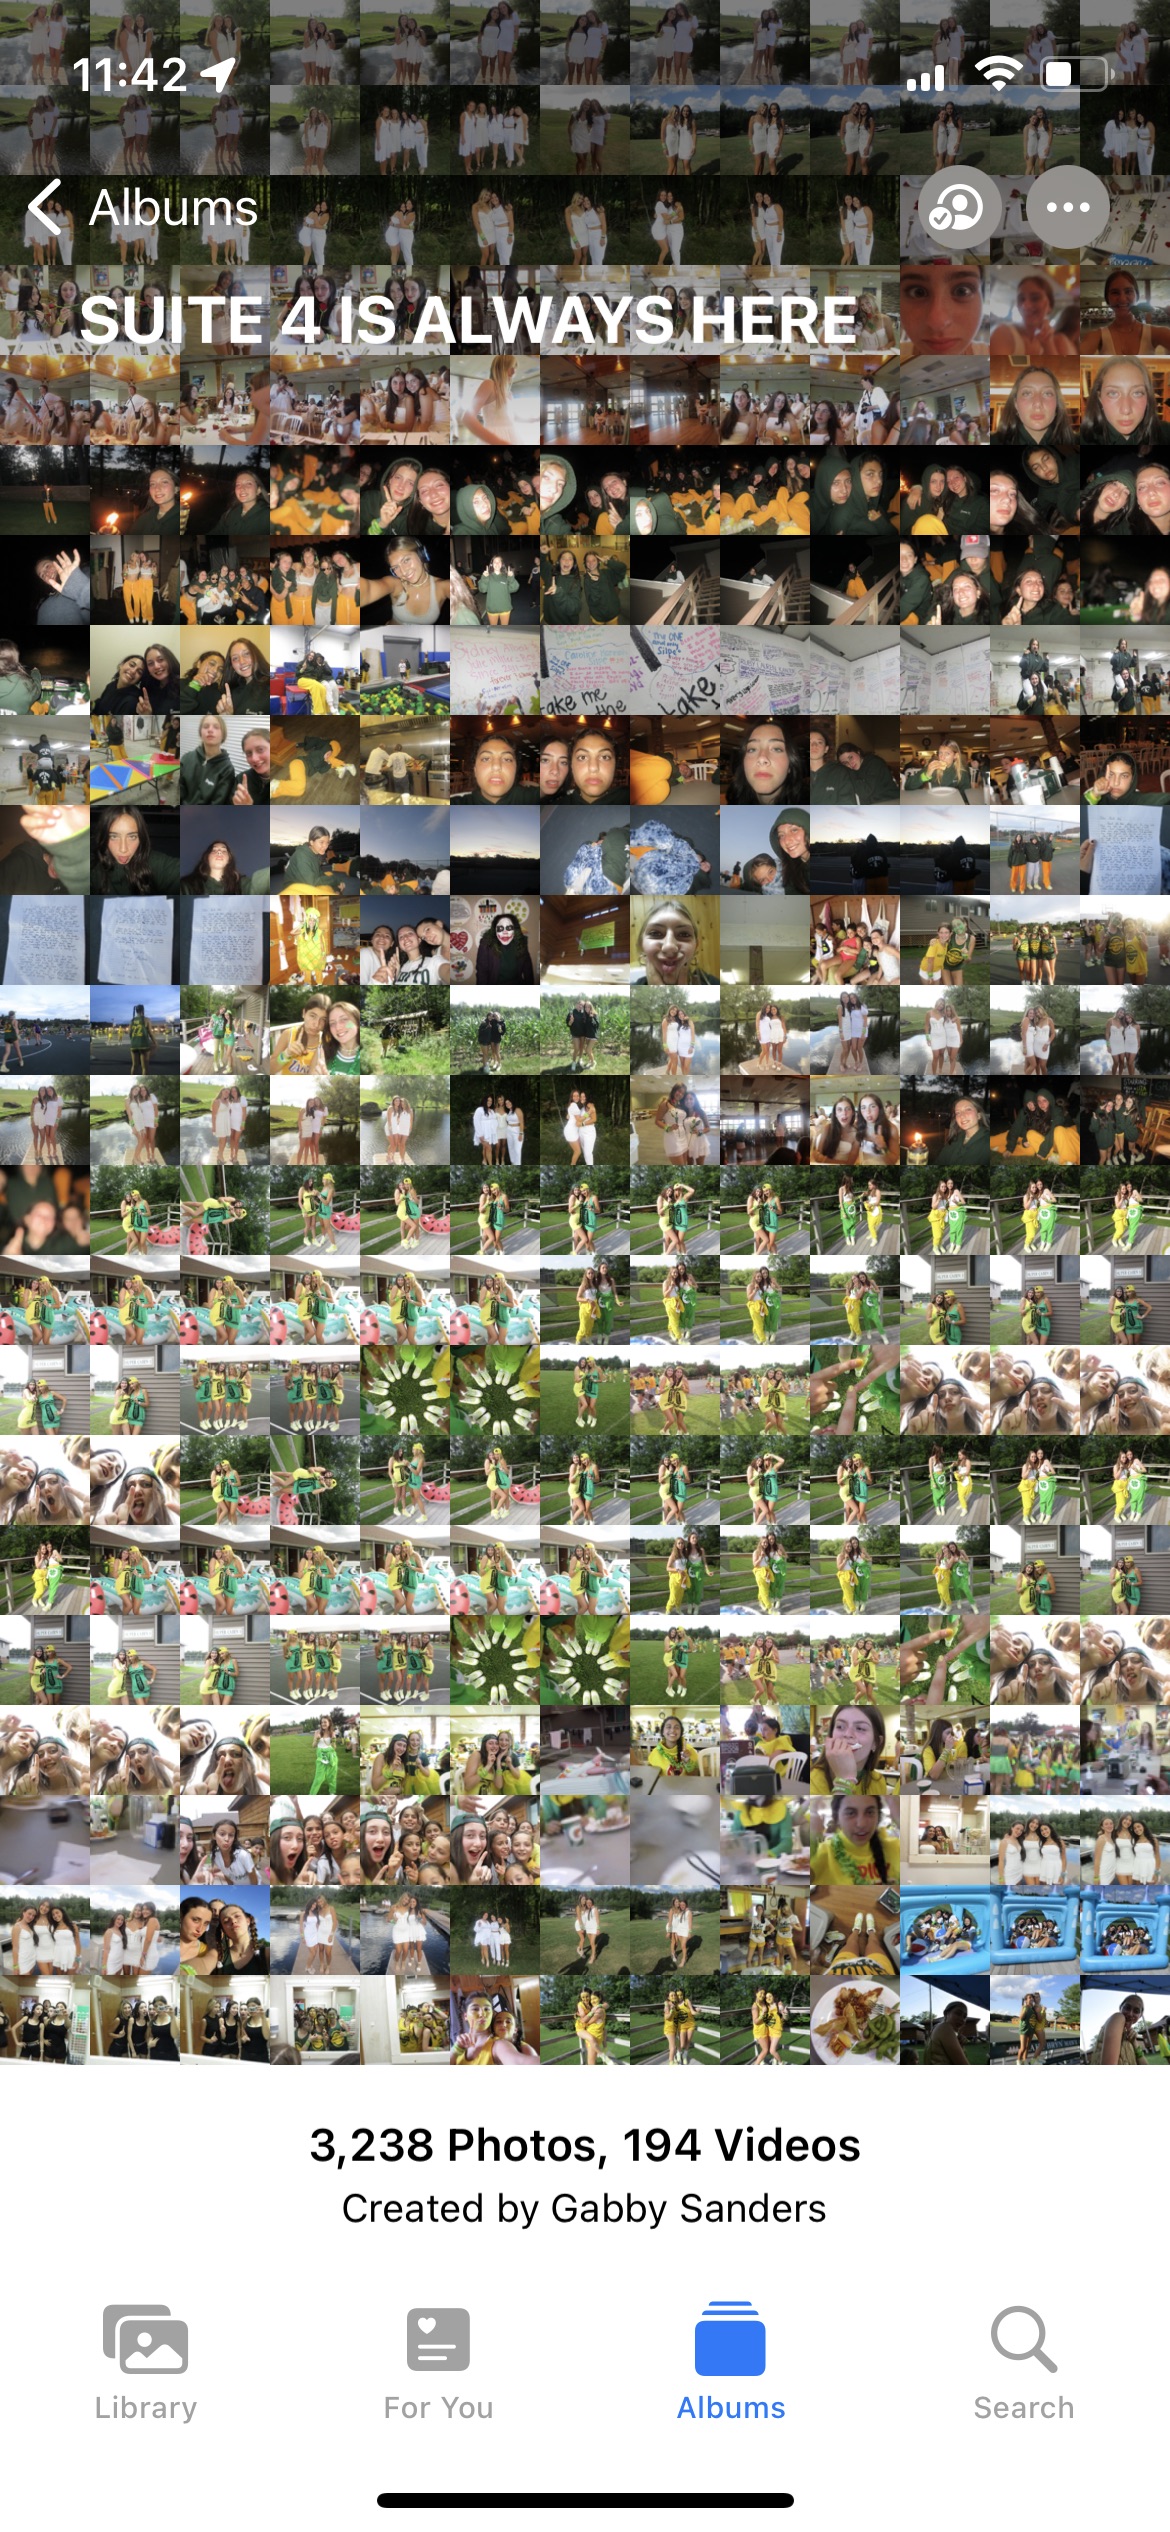 11:42
Albums
SUITE 4 IS ALWAYS HERE
3,238 Photos, 194 Videos
Created by Gabby Sanders
Library
For You
Albums
Search